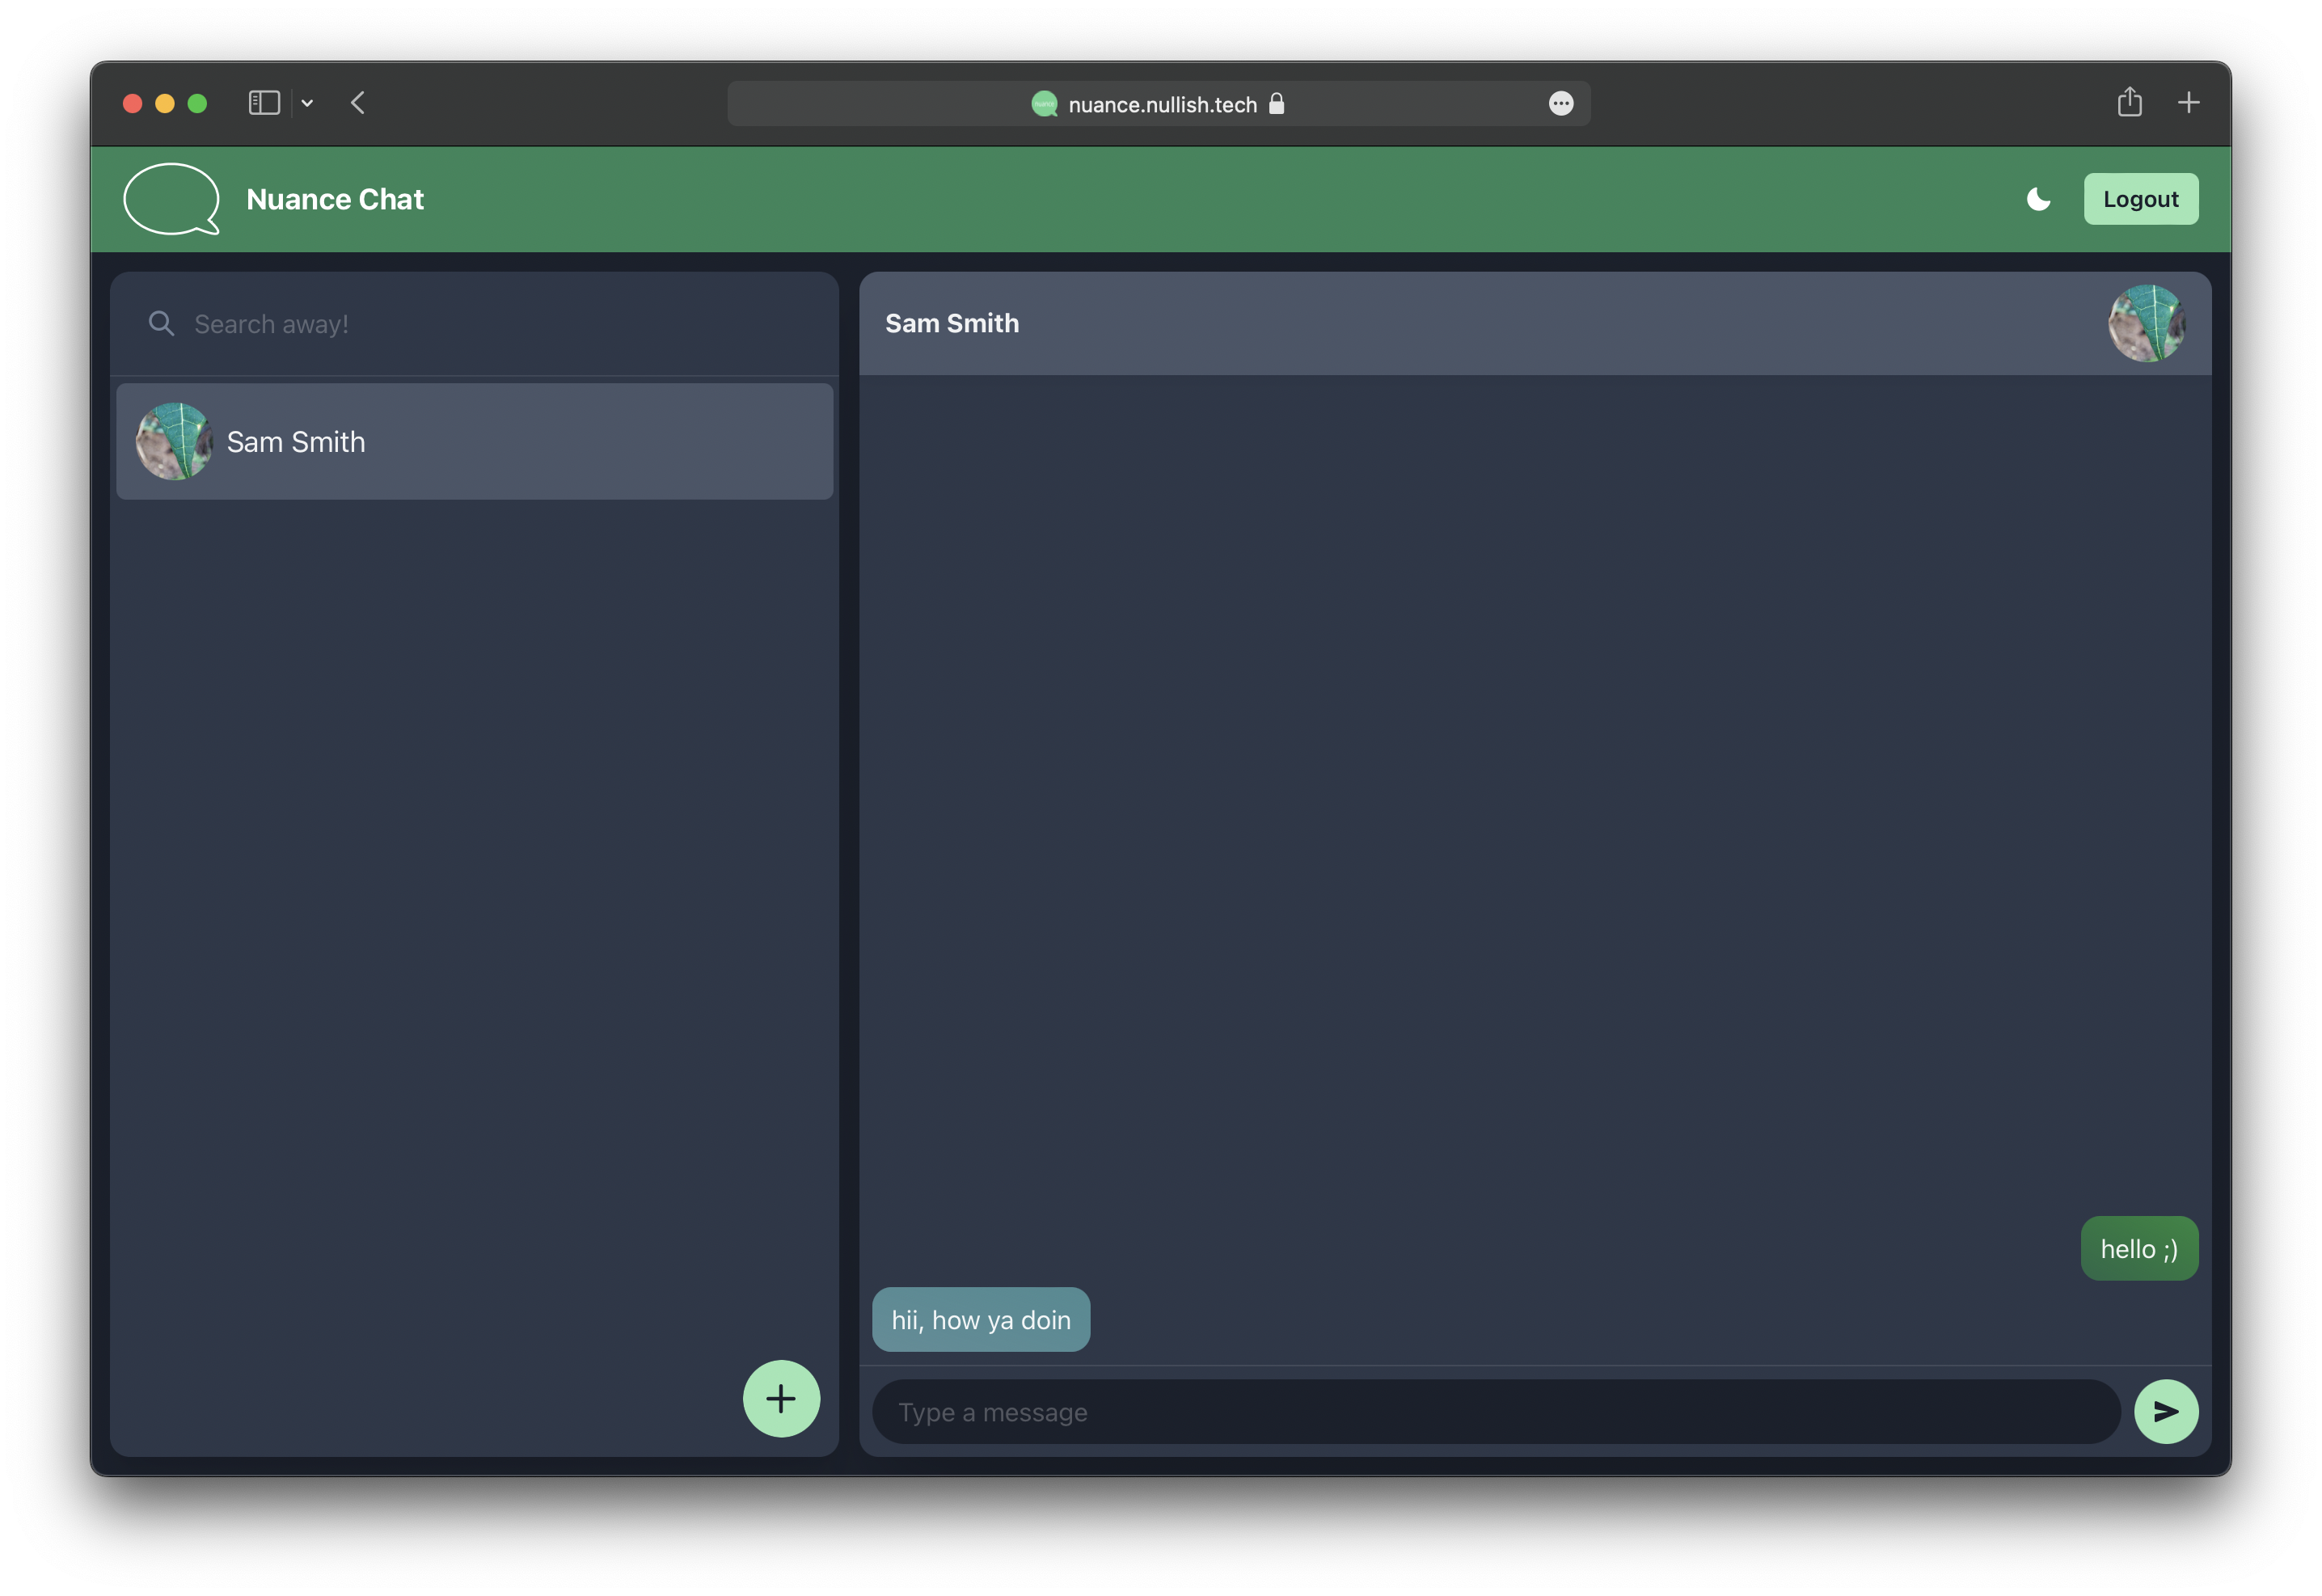 nuance.nullish.tech
Nuance Chat
Logout
Search away!
Sam Smith
Sam Smith
hello ;)
hii, how ya doin
Type a message